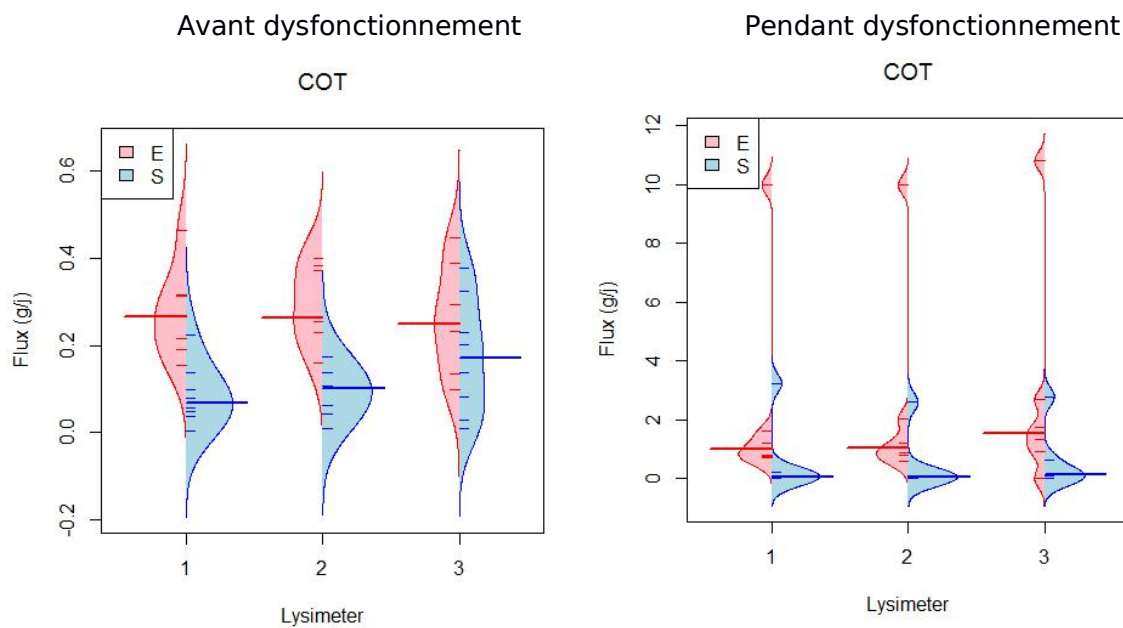 Avant dysfonctionnement
COT
E
S
Flux (g/j)
0.6
0.4
0.2
0.0
-0.2
1 2 3
Lysimeter
Pendant dysfonctionnement
COT
E
S
Flux (g/j)
12
10
8
6
4
2
0
1 2 3
Lysimeter